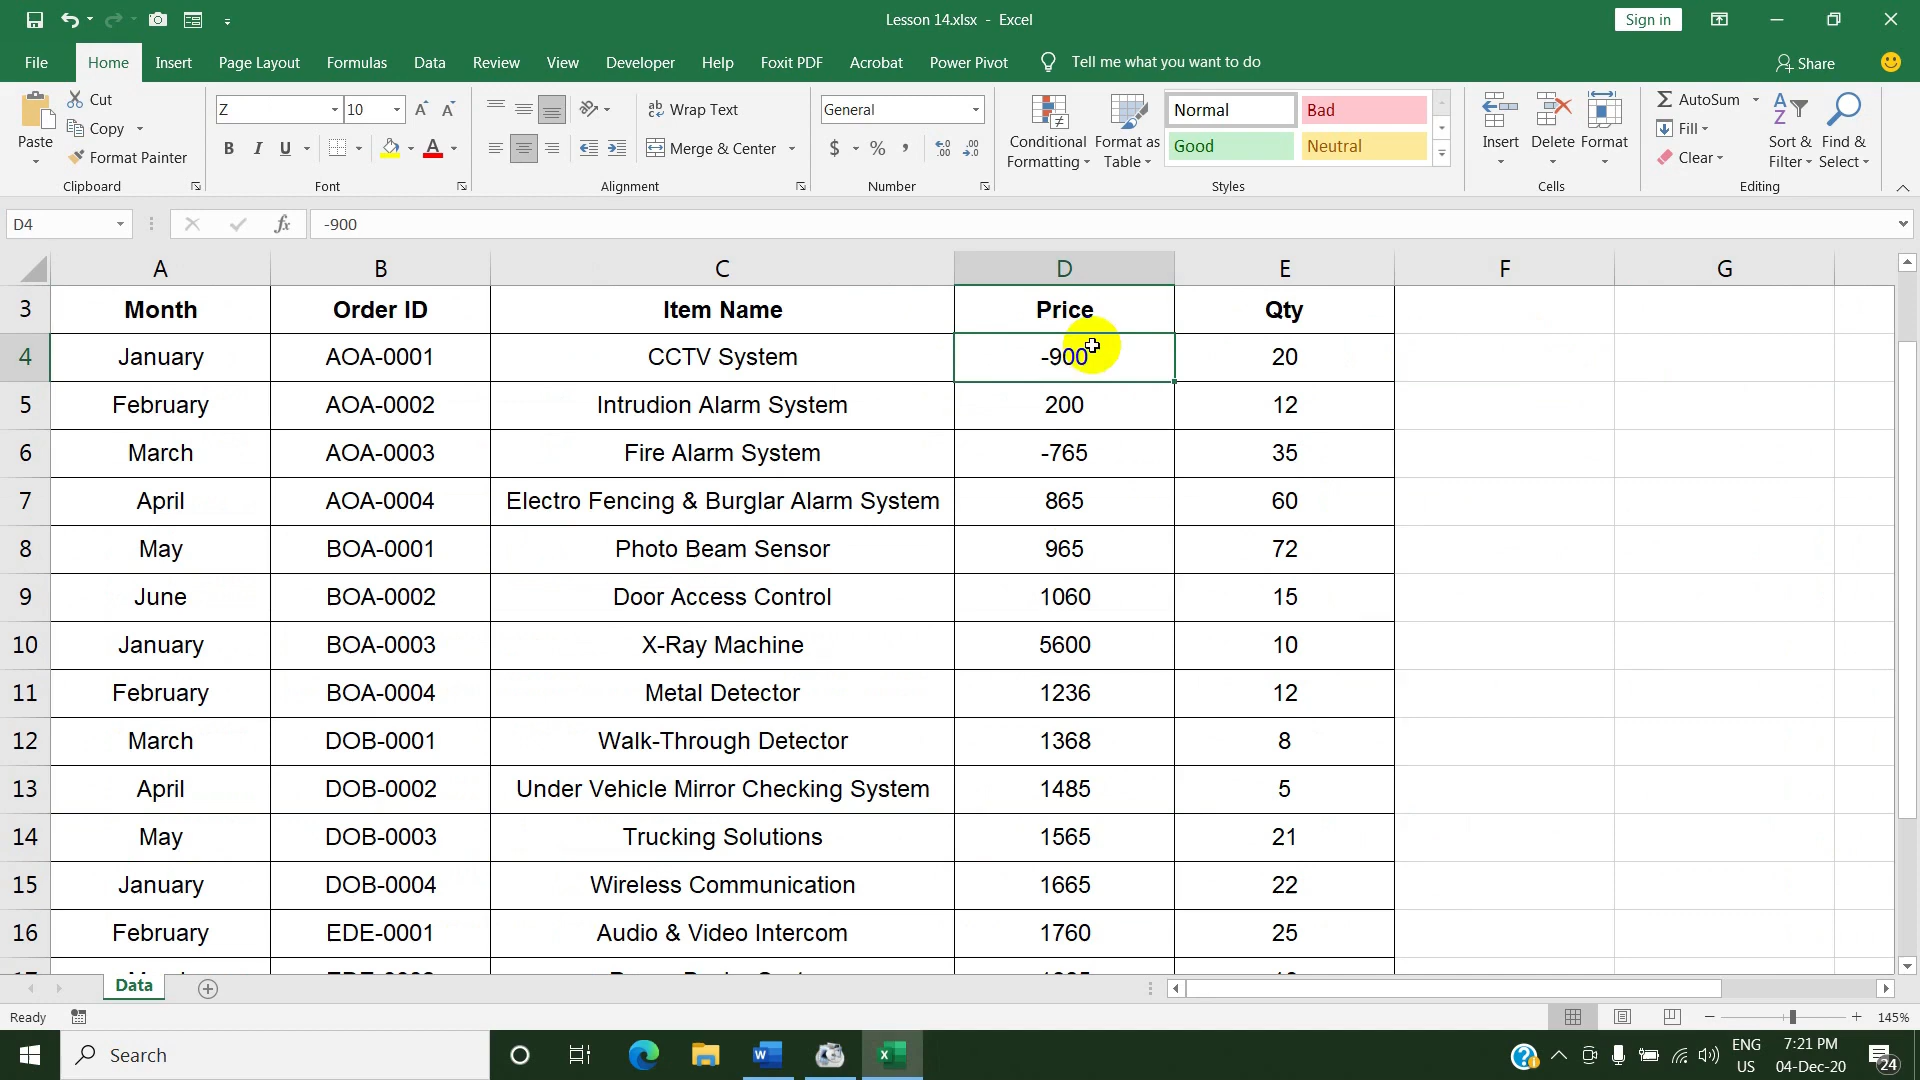 Lesson 14.xlsx - Excel
Sign in
File Home Insert Page Layout Formulas Data Review View Developer Help Foxit PDF Acrobat Power Pivot Tell me what you want to do Share
Paste
Cut
Copy
Format Painter
Clipboard
Z 10
B I U A
Font
Wrap Text
Merge & Center
Alignment
General
$ % ,
Number
Conditional Formatting
Format as Table
Normal Bad
Good Neutral
Styles
Insert Delete Format
Cells
AutoSum
Fill
Clear
Sort & Filter
Find & Select
Editing
D4 fx -900
A B C D E F G
3 Month Order ID Item Name Price Qty
4 January AOA-0001 CCTV System -900 20
5 February AOA-0002 Intrudion Alarm System 200 12
6 March AOA-0003 Fire Alarm System -765 35
7 April AOA-0004 Electro Fencing & Burglar Alarm System 865 60
8 May BOA-0001 Photo Beam Sensor 965 72
9 June BOA-0002 Door Access Control 1060 15
10 January BOA-0003 X-Ray Machine 5600 10
11 February BOA-0004 Metal Detector 1236 12
12 March DOB-0001 Walk-Through Detector 1368 8
13 April DOB-0002 Under Vehicle Mirror Checking System 1485 5
14 May DOB-0003 Trucking Solutions 1565 21
15 January DOB-0004 Wireless Communication 1665 22
16 February EDE-0001 Audio & Video Intercom 1760 25
Data
Ready 145%
Search
ENG
US
7:21 PM
04-Dec-20
24